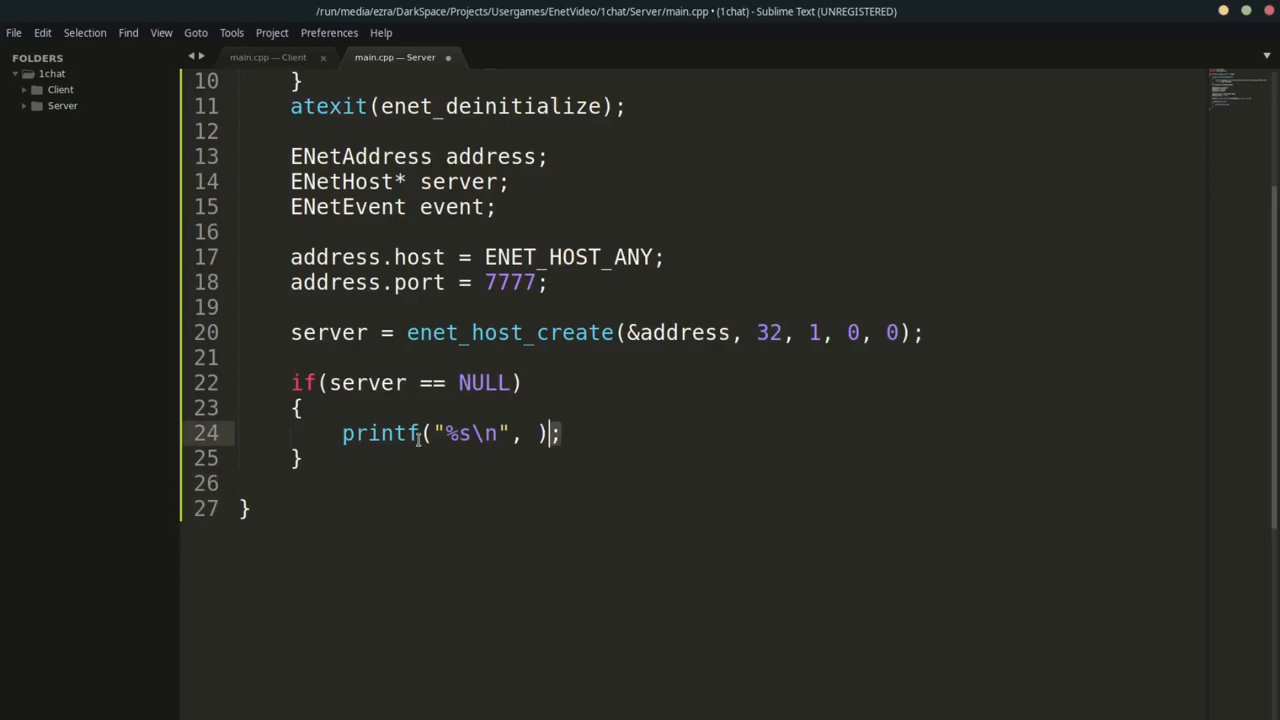 /run/media/ezra/DarkSpace/Projects/Usergames/EnetVideo/1chat/Server/main.cpp • (1chat) - Sublime Text (UNREGISTERED)
File Edit Selection Find View Goto Tools Project Preferences Help
FOLDERS
1chat
Client
Server
main.cpp — Client
main.cpp — Server
10 }
11 atexit(enet_deinitialize);
12
13 ENetAddress address;
14 ENetHost* server;
15 ENetEvent event;
16
17 address.host = ENET_HOST_ANY;
18 address.port = 7777;
19
20 server = enet_host_create(&address, 32, 1, 0, 0);
21
22 if(server == NULL)
23 {
24 printf("%s\n", );
25 }
26
27 }